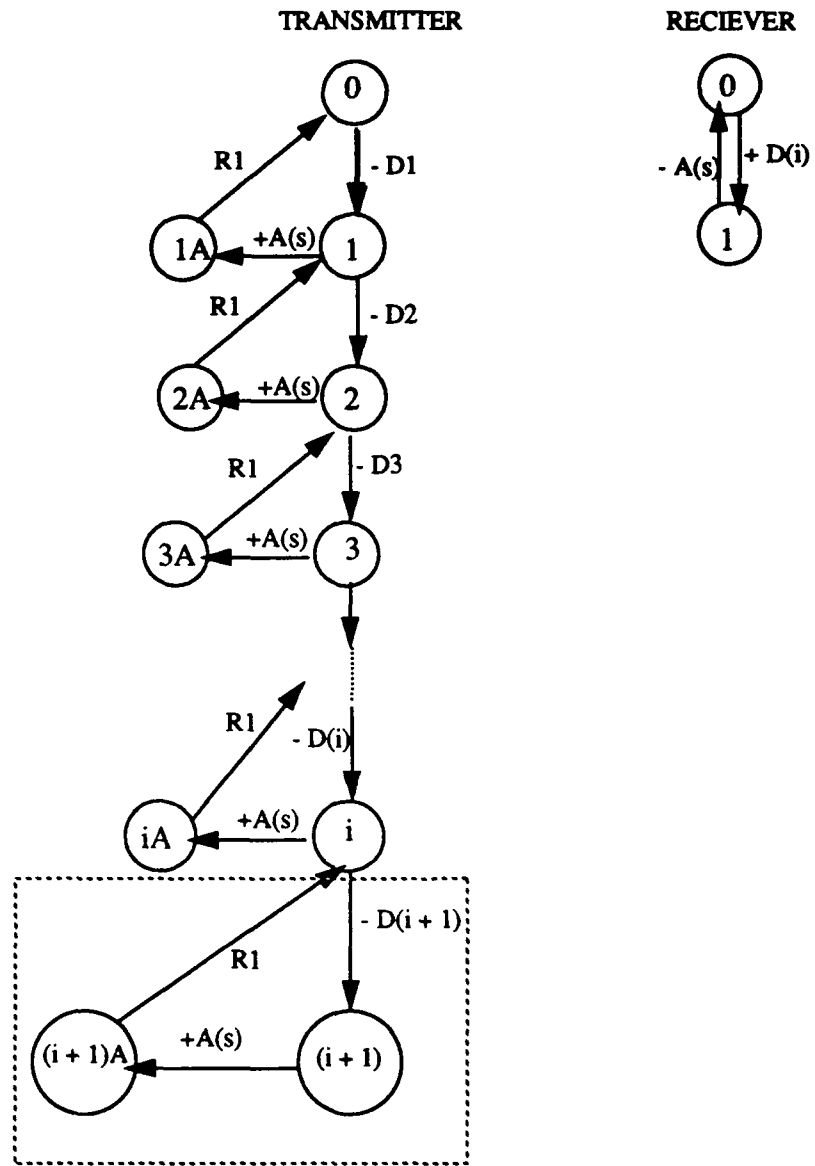 TRANSMITTER
RECIEVER
0
0
R1
- D1
- A(s)
+ D(i)
1A
+A(s)
1
1
R1
- D2
2A
+A(s)
2
R1
- D3
3A
+A(s)
3
R1
- D(i)
iA
+A(s)
i
- D(i + 1)
R1
(i + 1)A
+A(s)
(i + 1)